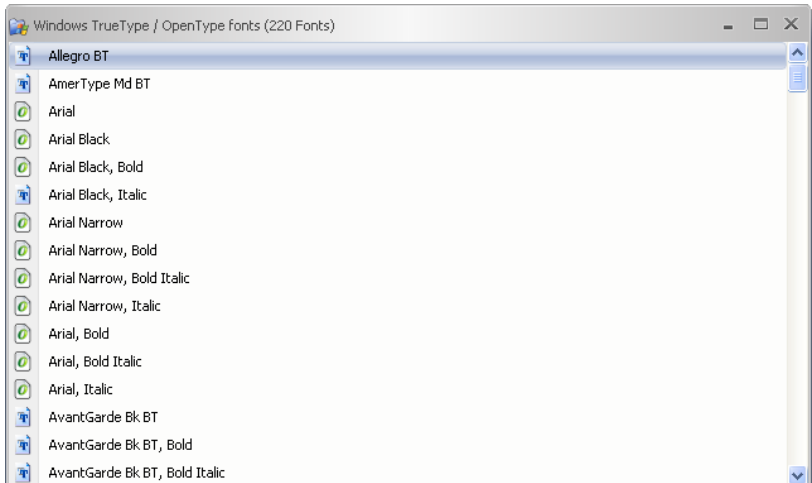 Windows TrueType / OpenType fonts (220 Fonts)
Allegro BT
AmerType Md BT
Arial
Arial Black
Arial Black, Bold
Arial Black, Italic
Arial Narrow
Arial Narrow, Bold
Arial Narrow, Bold Italic
Arial Narrow, Italic
Arial, Bold
Arial, Bold Italic
Arial, Italic
AvantGarde Bk BT
AvantGarde Bk BT, Bold
AvantGarde Bk BT, Bold Italic